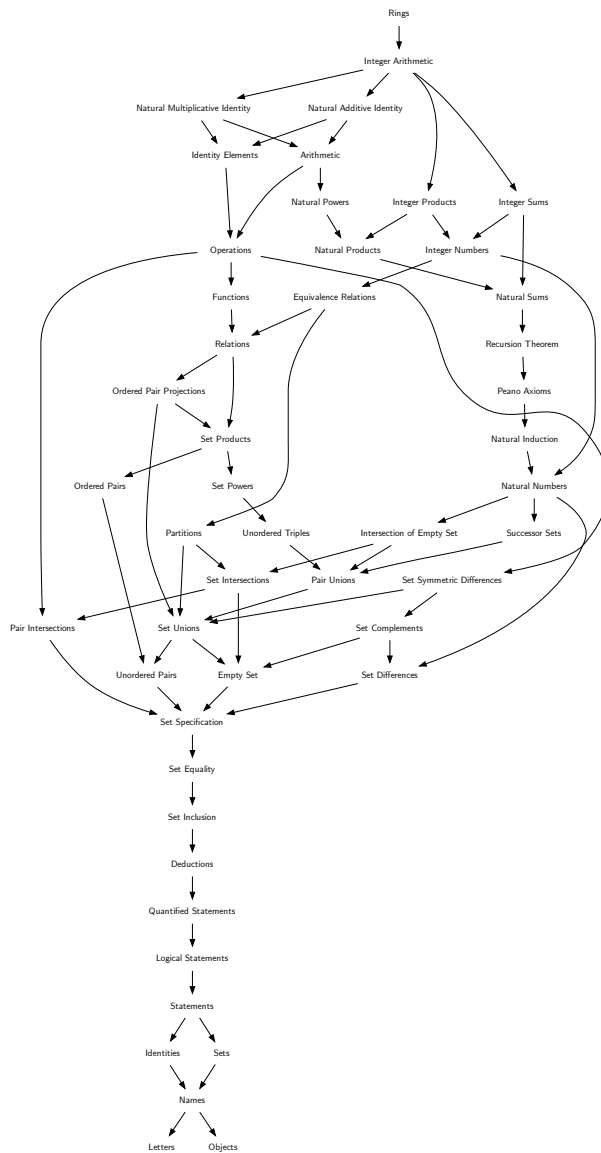 Rings
Integer Arithmetic
Natural Multiplicative Identity
Natural Additive Identity
Identity Elements
Arithmetic
Natural Powers
Integer Products
Integer Sums
Operations
Natural Products
Integer Numbers
Functions
Equivalence Relations
Natural Sums
Relations
Recursion Theorem
Ordered Pair Projections
Peano Axioms
Set Products
Natural Induction
Ordered Pairs
Set Powers
Natural Numbers
Partitions
Unordered Triples
Intersection of Empty Set
Successor Sets
Set Intersections
Pair Unions
Set Symmetric Differences
Pair Intersections
Set Unions
Set Complements
Unordered Pairs
Empty Set
Set Differences
Set Specification
Set Equality
Set Inclusion
Deductions
Quantified Statements
Logical Statements
Statements
Identities
Sets
Names
Letters
Objects